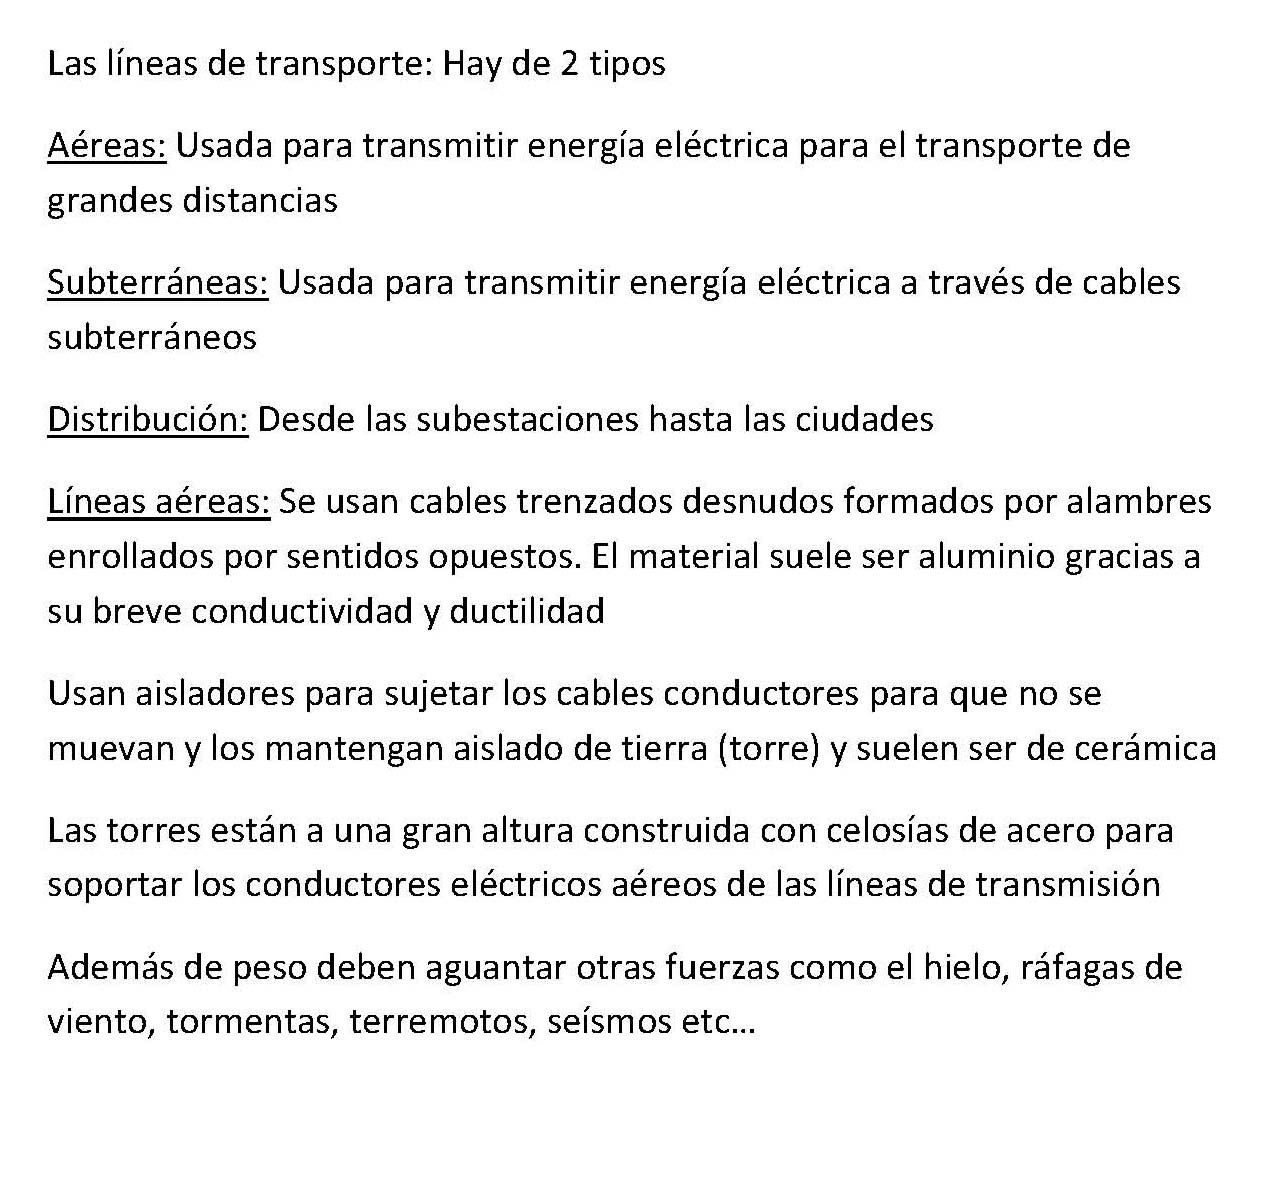 Las líneas de transporte: Hay de 2 tipos
Aéreas: Usada para transmitir energía eléctrica para el transporte de
grandes distancias
Subterráneas: Usada para transmitir energía eléctrica a través de cables
subterráneos
Distribución: Desde las subestaciones hasta las ciudades
Líneas aéreas: Se usan cables trenzados desnudos formados por alambres
enrollados por sentidos opuestos. El material suele ser aluminio gracias a
su breve conductividad y ductilidad
Usan aisladores para sujetar los cables conductores para que no se
muevan y los mantengan aislado de tierra (torre) y suelen ser de cerámica
Las torres están a una gran altura construida con celosías de acero para
soportar los conductores eléctricos aéreos de las líneas de transmisión
Además de peso deben aguantar otras fuerzas como el hielo, ráfagas de
viento, tormentas, terremotos, seísmos etc...